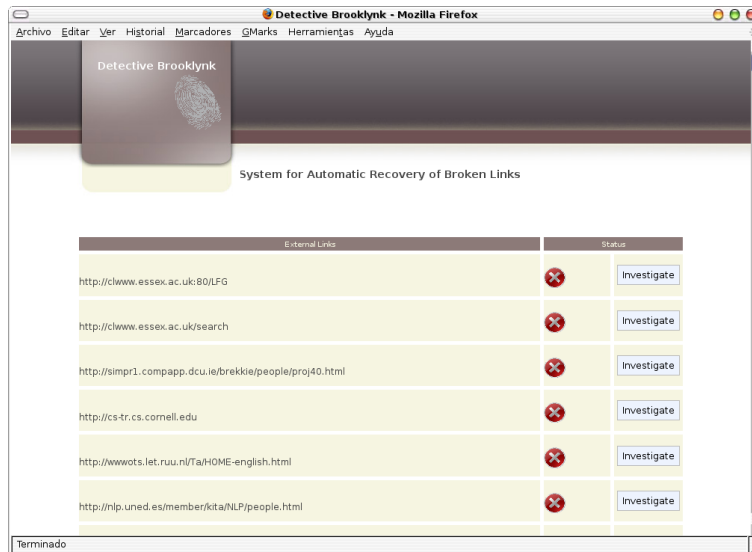 Detective Brooklynk - Mozilla Firefox
Archivo Editar Ver Historial Marcadores GMarks Herramientas Ayuda
Detective Brooklynk
System for Automatic Recovery of Broken Links
External Links Status
http://clwww.essex.ac.uk:80/LFG Investigate
http://clwww.essex.ac.uk/search Investigate
http://simpr1.compapp.dcu.ie/brekkie/people/proj40.html Investigate
http://cs-tr.cs.cornell.edu Investigate
http://wwwots.let.ruu.nl/Ta/HOME-english.html Investigate
http://nlp.uned.es/member/kita/NLP/people.html Investigate
Terminado